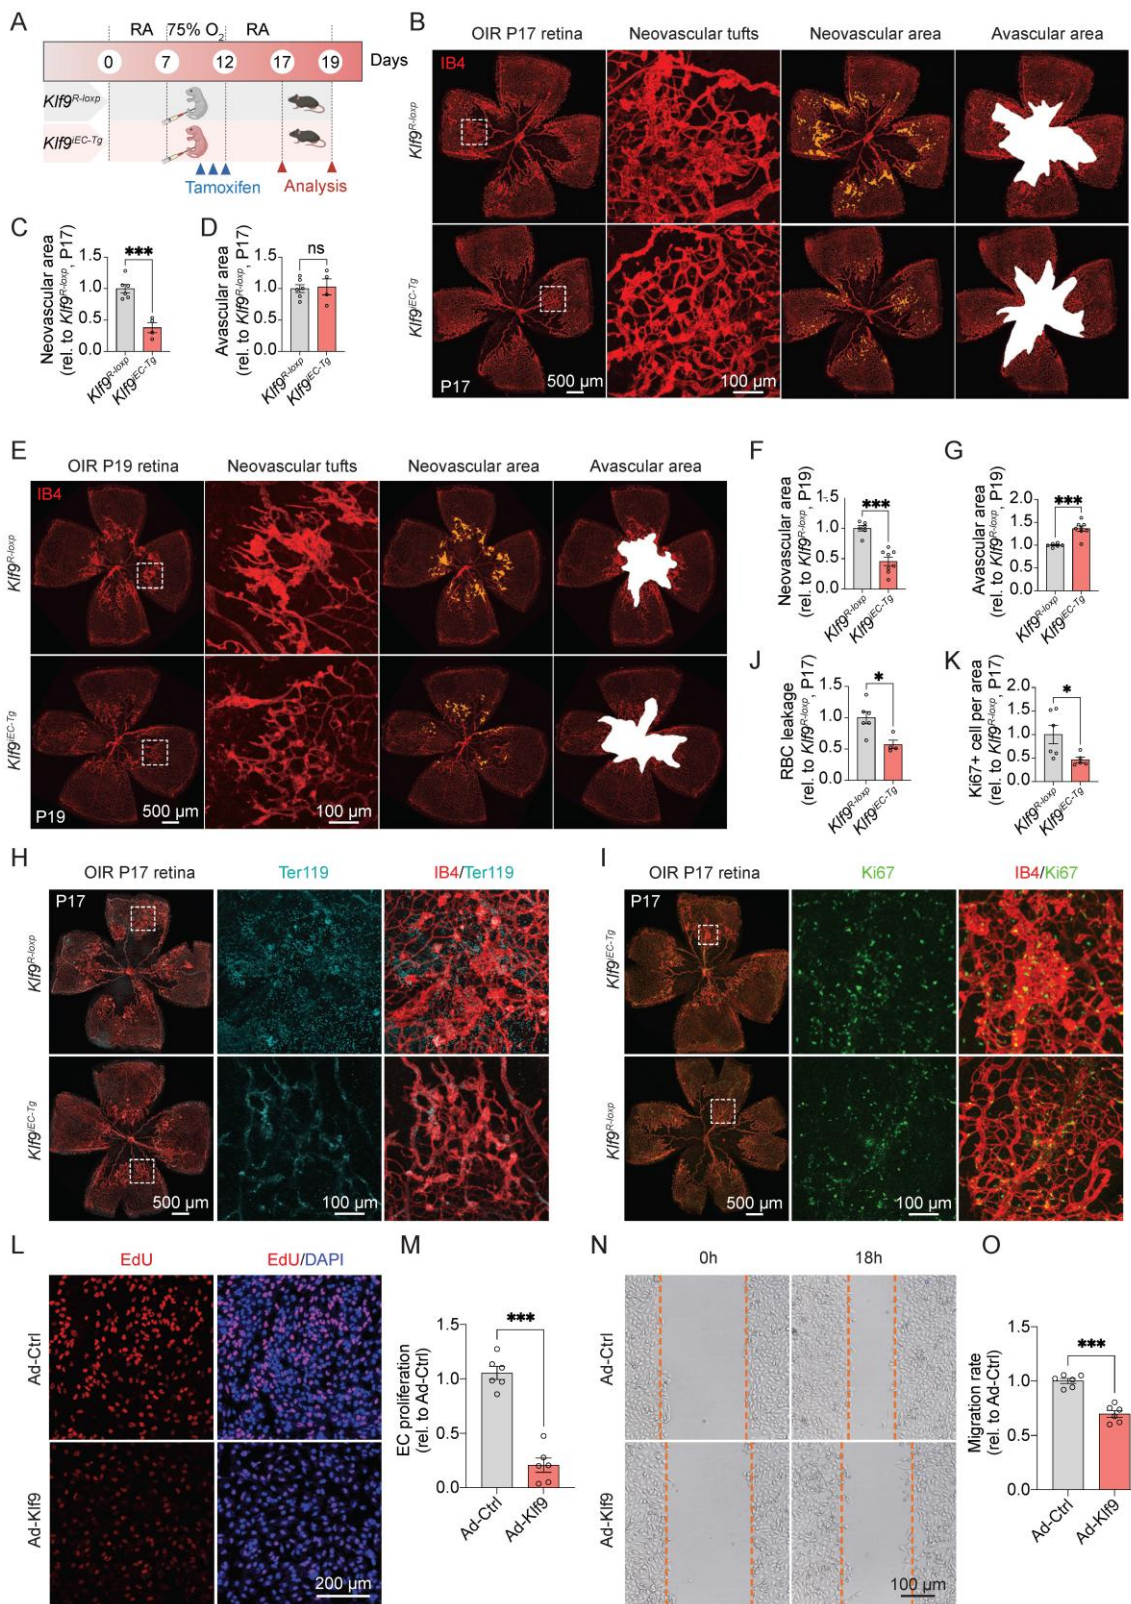 A
RA 75% O2 RA
0 7 12 17 19 Days
Klf9R-loxp
Klf9iEC-Tg
Tamoxifen Analysis
B
OIR P17 retina Neovascular tufts Neovascular area Avascular area
IB4
Klf9R-loxp
Klf9iEC-Tg
P17 500 µm 100 µm
C
Neovascular area
(rel. to Klf9R-loxp, P17)
1.5
1.0
0.5
0.0
***
Klf9R-loxp
Klf9iEC-Tg
D
Avascular area
(rel. to Klf9R-loxp, P17)
1.5
1.0
0.5
0.0
ns
Klf9R-loxp
Klf9iEC-Tg
E
OIR P19 retina Neovascular tufts Neovascular area Avascular area
IB4
Klf9R-loxp
Klf9iEC-Tg
P19 500 µm 100 µm
F
Neovascular area
(rel. to Klf9R-loxp, P19)
1.5
1.0
0.5
0.0
***
Klf9R-loxp
Klf9iEC-Tg
G
Avascular area
(rel. to Klf9R-loxp, P19)
2.0
1.5
1.0
0.5
0.0
***
Klf9R-loxp
Klf9iEC-Tg
J
RBC leakage
(rel. to Klf9R-loxp, P17)
1.5
1.0
0.5
0.0
*
Klf9R-loxp
Klf9iEC-Tg
K
Ki67+ cell per area
(rel. to Klf9R-loxp, P17)
2.0
1.5
1.0
0.5
0.0
*
Klf9R-loxp
Klf9iEC-Tg
H
OIR P17 retina Ter119 IB4/Ter119
P17
Klf9R-loxp
Klf9iEC-Tg
500 µm 100 µm
I
OIR P17 retina Ki67 IB4/Ki67
P17
Klf9iEC-Tg
Klf9R-loxp
500 µm 100 µm
L
EdU EdU/DAPI
Ad-Ctrl
Ad-Klf9
200 µm
M
EC proliferation
(rel. to Ad-Ctrl)
1.5
1.0
0.5
0.0
***
Ad-Ctrl
Ad-Klf9
N
0h 18h
Ad-Ctrl
Ad-Klf9
100 µm
O
Migration rate
(rel. to Ad-Ctrl)
1.5
1.0
0.5
0.0
***
Ad-Ctrl
Ad-Klf9